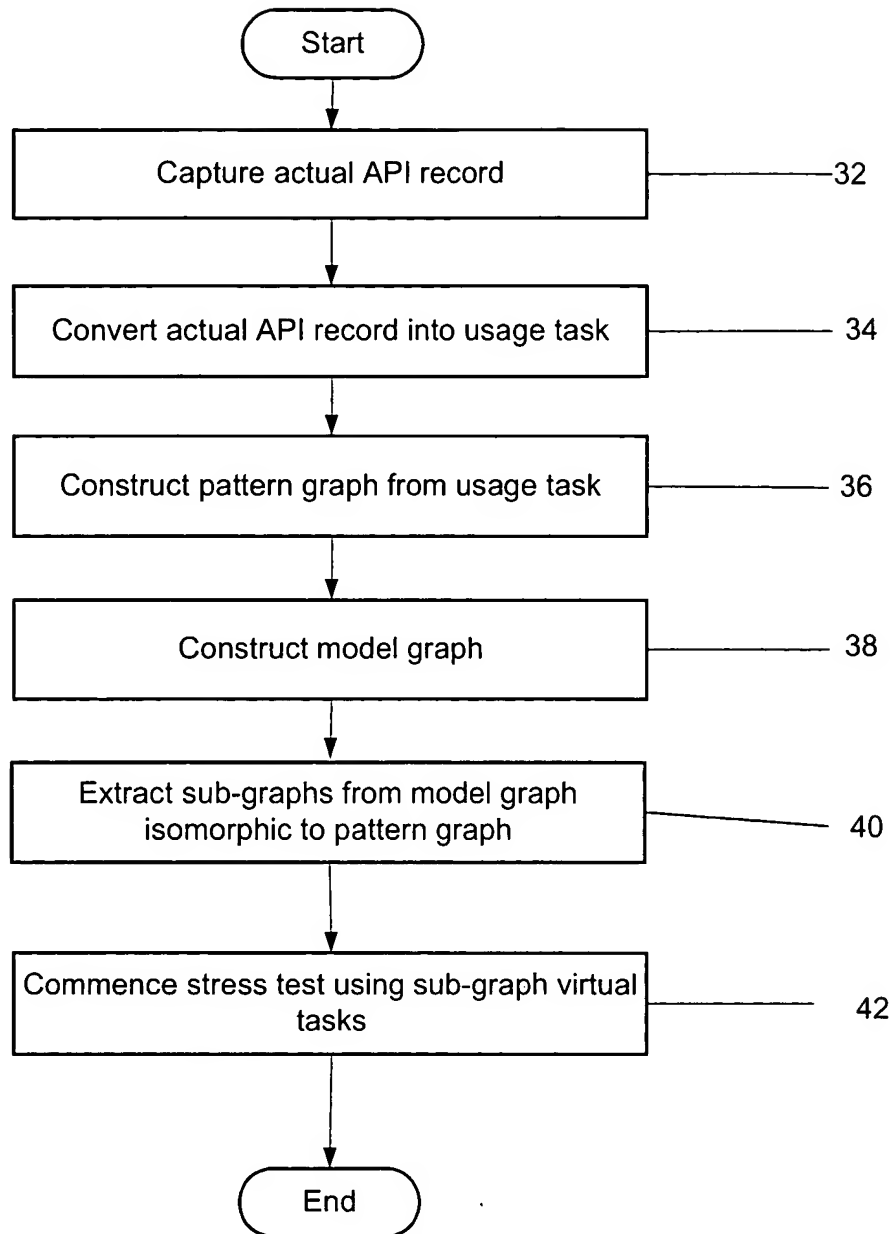 Start
Capture actual API record
32
Convert actual API record into usage task
34
Construct pattern graph from usage task
36
Construct model graph
38
Extract sub-graphs from model graph
isomorphic to pattern graph
40
Commence stress test using sub-graph virtual
tasks
42
End